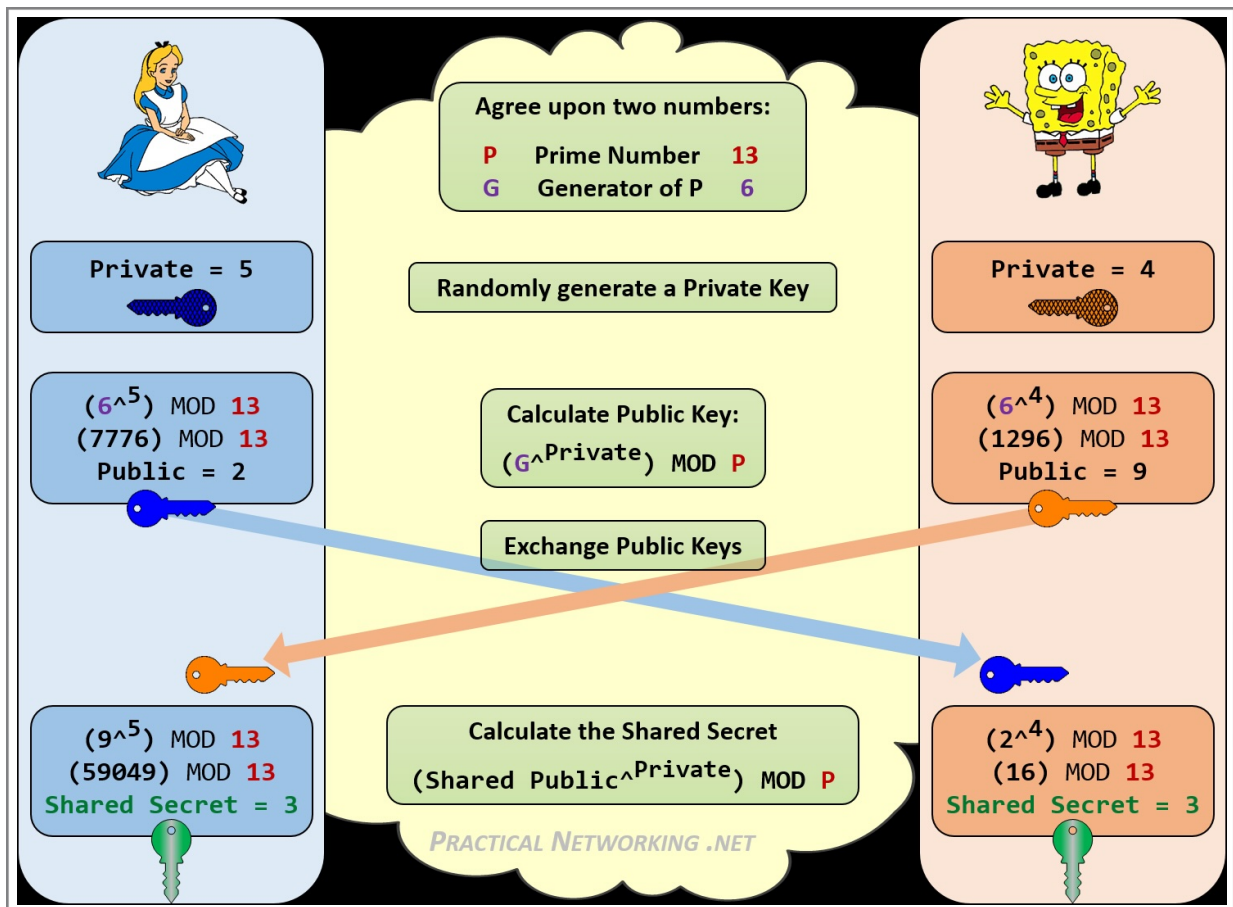 Agree upon two numbers:
P Prime Number 13
G Generator of P 6
Private = 5
Randomly generate a Private Key
Private = 4
(6^5) MOD 13
(7776) MOD 13
Public = 2
Calculate Public Key:
(G^Private) MOD P
(6^4) MOD 13
(1296) MOD 13
Public = 9
Exchange Public Keys
(9^5) MOD 13
(59049) MOD 13
Shared Secret = 3
Calculate the Shared Secret
(Shared Public^Private) MOD P
(2^4) MOD 13
(16) MOD 13
Shared Secret = 3
PRACTICAL NETWORKING .NET